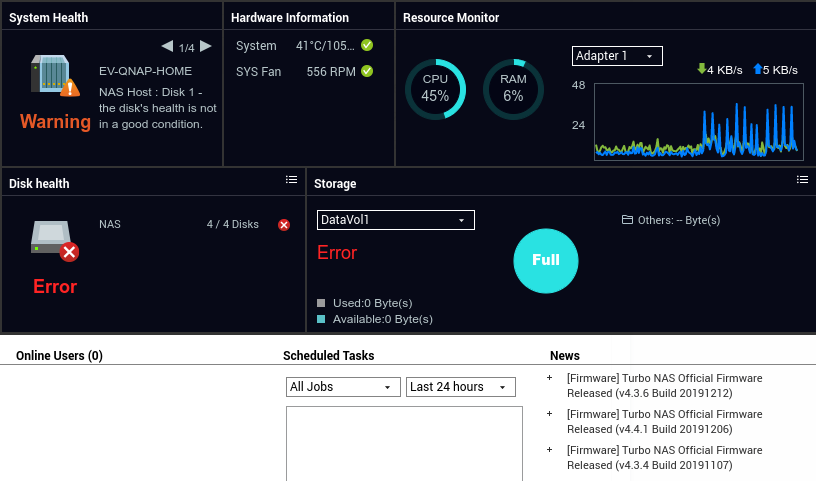 System Health
1/4
EV-QNAP-HOME
NAS Host : Disk 1 -
the disk's health is not
in a good condition.
Warning
Hardware Information
System 41°C/105...
SYS Fan 556 RPM
Resource Monitor
CPU
45%
RAM
6%
Adapter 1
4 KB/s 5 KB/s
48
24
Disk health
NAS 4 / 4 Disks
Error
Storage
DataVol1
Error
Full
Used:0 Byte(s)
Available:0 Byte(s)
Others: -- Byte(s)
Online Users (0)
Scheduled Tasks
All Jobs Last 24 hours
News
+ [Firmware] Turbo NAS Official Firmware
Released (v4.3.6 Build 20191212)
+ [Firmware] Turbo NAS Official Firmware
Released (v4.4.1 Build 20191206)
+ [Firmware] Turbo NAS Official Firmware
Released (v4.3.4 Build 20191107)